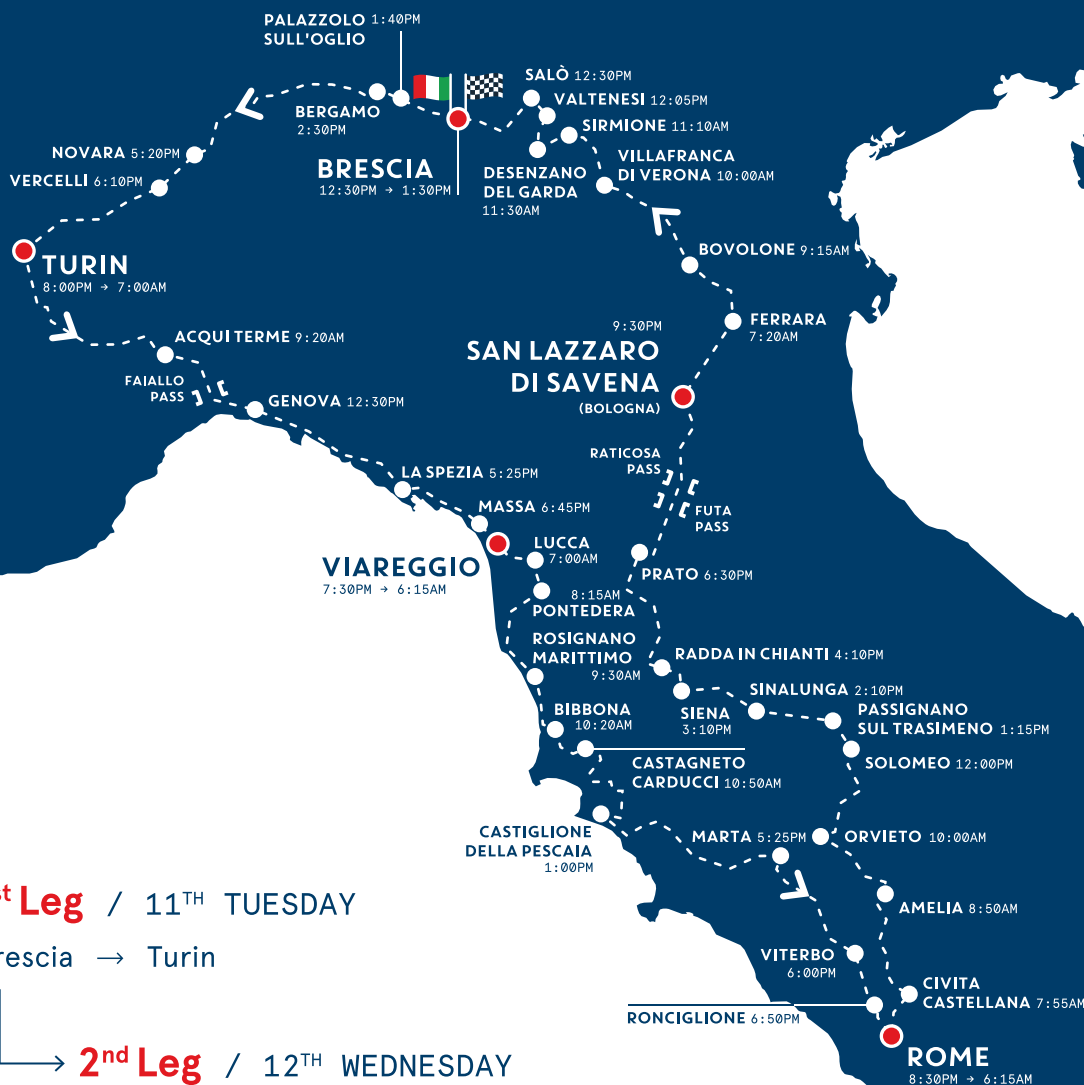 PALAZZOLO 1:40PM
SULL'OGLIO
BERGAMO
2:30PM
BRESCIA
12:30PM → 1:30PM
SALÒ 12:30PM
VALTENESI 12:05PM
SIRMIONE 11:10AM
DESENZANO
DEL GARDA
11:30AM
VILLAFRANCA
DI VERONA 10:00AM
NOVARA 5:20PM
VERCELLI 6:10PM
TURIN
8:00PM → 7:00AM
BOVOLONE 9:15AM
FERRARA
7:20AM
9:30PM
SAN LAZZARO
DI SAVENA
(BOLOGNA)
ACQUI TERME 9:20AM
FAIALLO
PASS
GENOVA 12:30PM
RATICOSA
PASS
FUTA
PASS
LA SPEZIA 5:25PM
MASSA 6:45PM
VIAREGGIO
7:30PM → 6:15AM
LUCCA
7:00AM
8:15AM
PONTEDERA
PRATO 6:30PM
ROSIGNANO
MARITTIMO
9:30AM
RADDA IN CHIANTI 4:10PM
SIENA
3:10PM
SINALUNGA 2:10PM
PASSIGNANO
SUL TRASIMENO 1:15PM
SOLOMEO 12:00PM
BIBBONA
10:20AM
CASTAGNETO
CARDUCCI 10:50AM
CASTIGLIONE
DELLA PESCAIA
1:00PM
MARTA 5:25PM
ORVIETO 10:00AM
AMELIA 8:50AM
VITERBO
6:00PM
CIVITA
CASTELLANA 7:55AM
RONCIGLIONE 6:50PM
ROME
8:30PM → 6:15AM
st Leg / 11TH TUESDAY
rescia → Turin
2nd Leg / 12TH WEDNESDAY